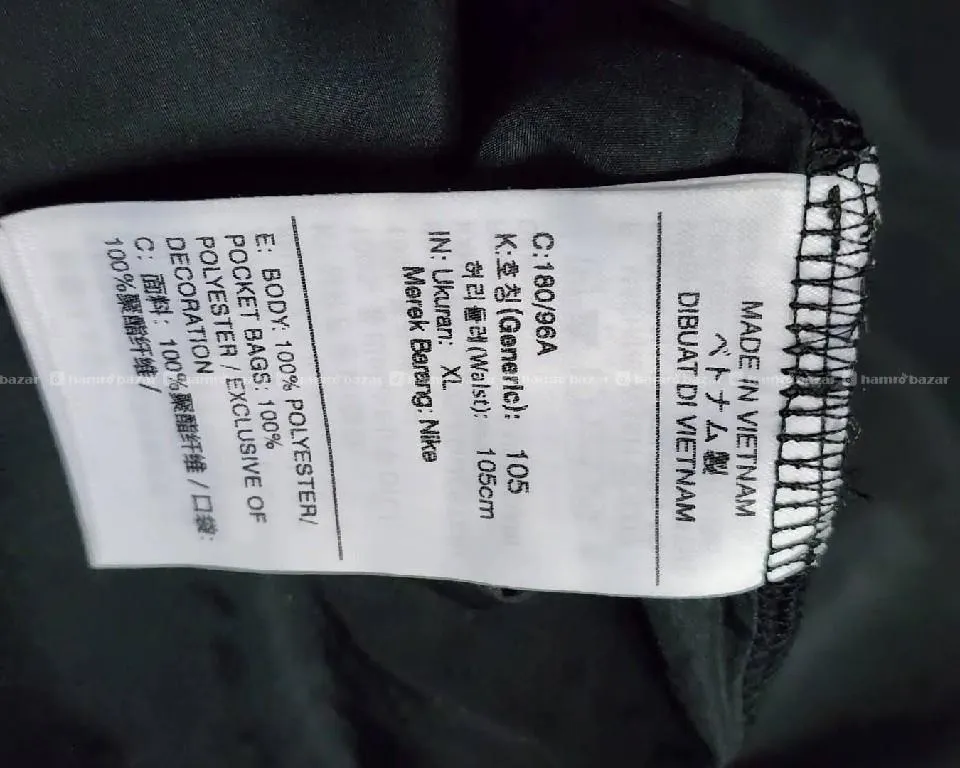 MADE IN VIETNAM
ベトナム製
DIBUAT DI VIETNAM
C:180/96A
K:호칭(Generic): 105
허리둘레(Waist): 105cm
IN: Ukuran: XL
Merek Barang: Nike
E: BODY: 100% POLYESTER/
POCKET BAGS: 100%
POLYESTER / EXCLUSIVE OF
DECORATION
C: 面料: 100%聚酯纤维 / 口袋:
100%聚酯纤维 /
hamrobazar